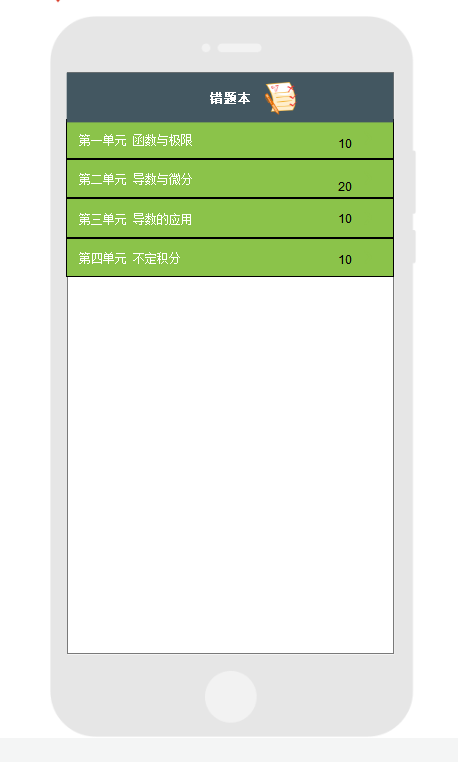 错题本
第一单元 函数与极限 10
第二单元 导数与微分 20
第三单元 导数的应用 10
第四单元 不定积分 10